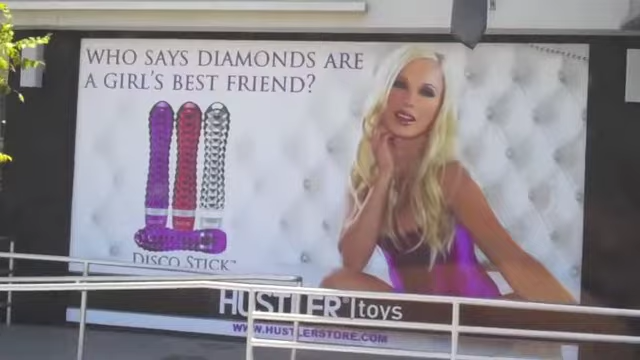 WHO SAYS DIAMONDS ARE
A GIRL'S BEST FRIEND?
DISCO STICK™
HUSTLER® | toys
WWW.HUSTLERSTORE.COM